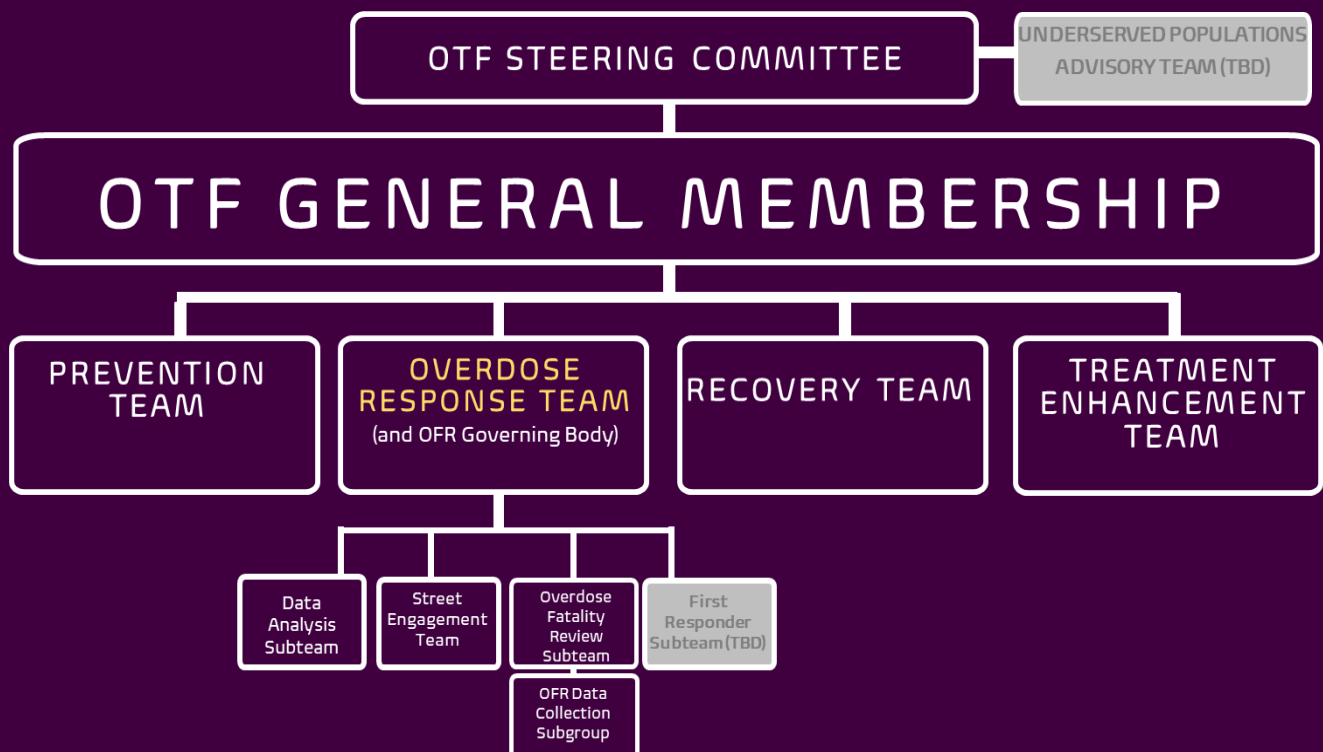 OTF STEERING COMMITTEE
UNDERSERVED POPULATIONS
ADVISORY TEAM (TBD)
OTF GENERAL MEMBERSHIP
PREVENTION
TEAM
OVERDOSE
RESPONSE TEAM
(and OFR Governing Body)
RECOVERY TEAM
TREATMENT
ENHANCEMENT
TEAM
Data
Analysis
Subteam
Street
Engagement
Team
Overdose
Fatality
Review
Subteam
First
Responder
Subteam (TBD)
OFR Data
Collection
Subgroup